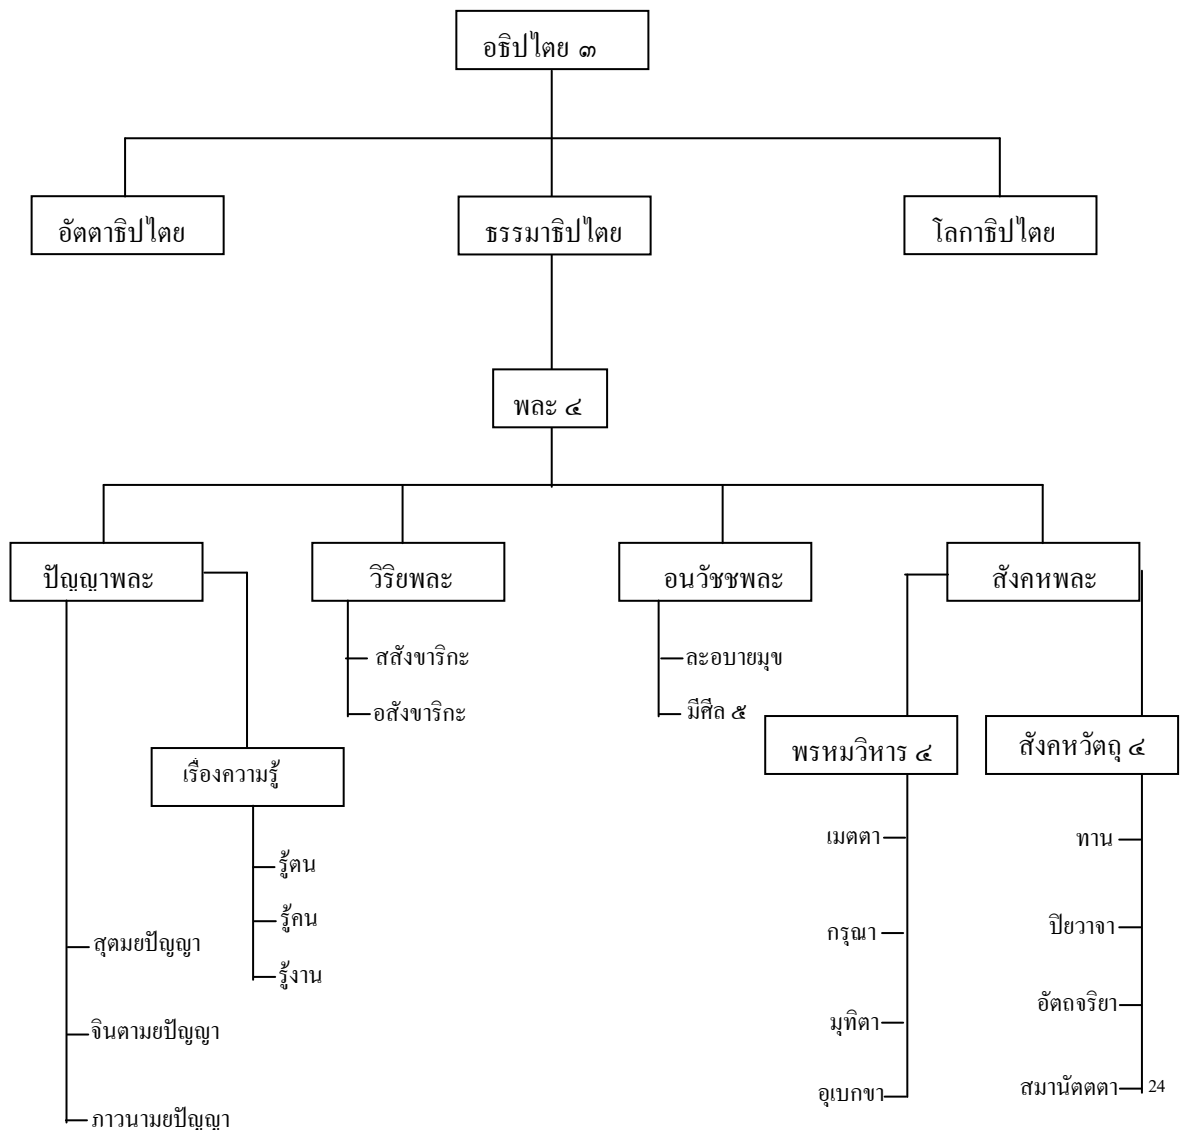 อธิปไตย ๓
อัตตาธิปไตย
ธรรมาธิปไตย
โลกาธิปไตย
พละ ๔
ปัญญาพละ
วิริยพละ
อนวัชชพละ
สังคหพละ
สสังขาริกะ
อสังขาริกะ
ละอบายมุข
มีศีล ๕
เรื่องความรู้
รู้ตน
รู้คน
รู้งาน
สุตมยปัญญา
จินตามยปัญญา
ภาวนามยปัญญา
พรหมวิหาร ๔
เมตตา
กรุณา
มุทิตา
อุเบกขา
สังคหวัตถุ ๔
ทาน
ปิยวาจา
อัตถจริยา
สมานัตตตา
24